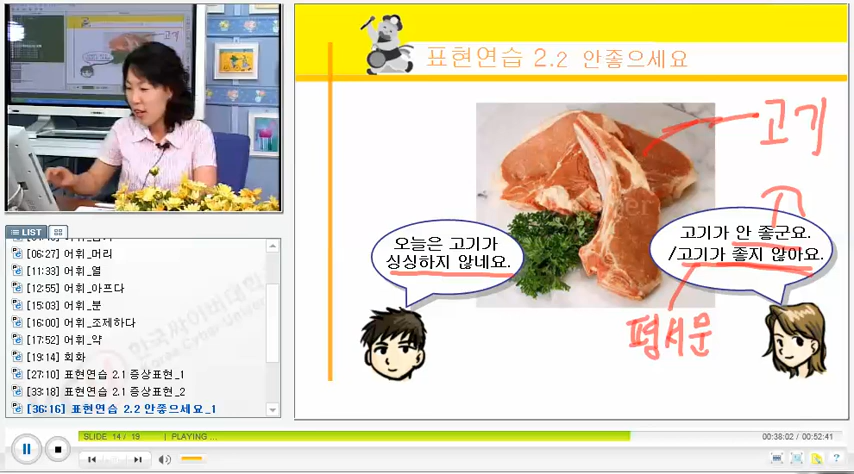 고기
표현연습 2.2 안좋으세요
고기
오늘은 고기가
싱싱하지 않네요.
고기가 안 좋군요.
/고기가 좋지 않아요.
평서문
LIST
[06:27] 어휘_머리
[11:33] 어휘_열
[12:55] 어휘_아프다
[15:03] 어휘_분
[16:00] 어휘_조제하다
[17:52] 어휘_약
[19:14] 회화
[27:10] 표현연습 2.1 증상표현_1
[33:18] 표현연습 2.1 증상표현_2
[36:16] 표현연습 2.2 안좋으세요_1
SLIDE 14 / 19 | PLAYING ...
00:38:02 / 00:52:41